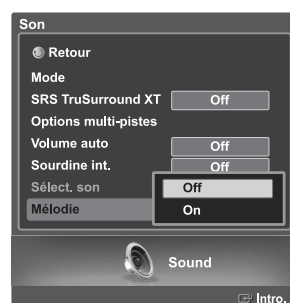 Son
Retour
Mode
SRS TruSurround XT Off
Options multi-pistes
Volume auto Off
Sourdine int. Off
Sélect. son Off
Mélodie On
Sound
Intro.